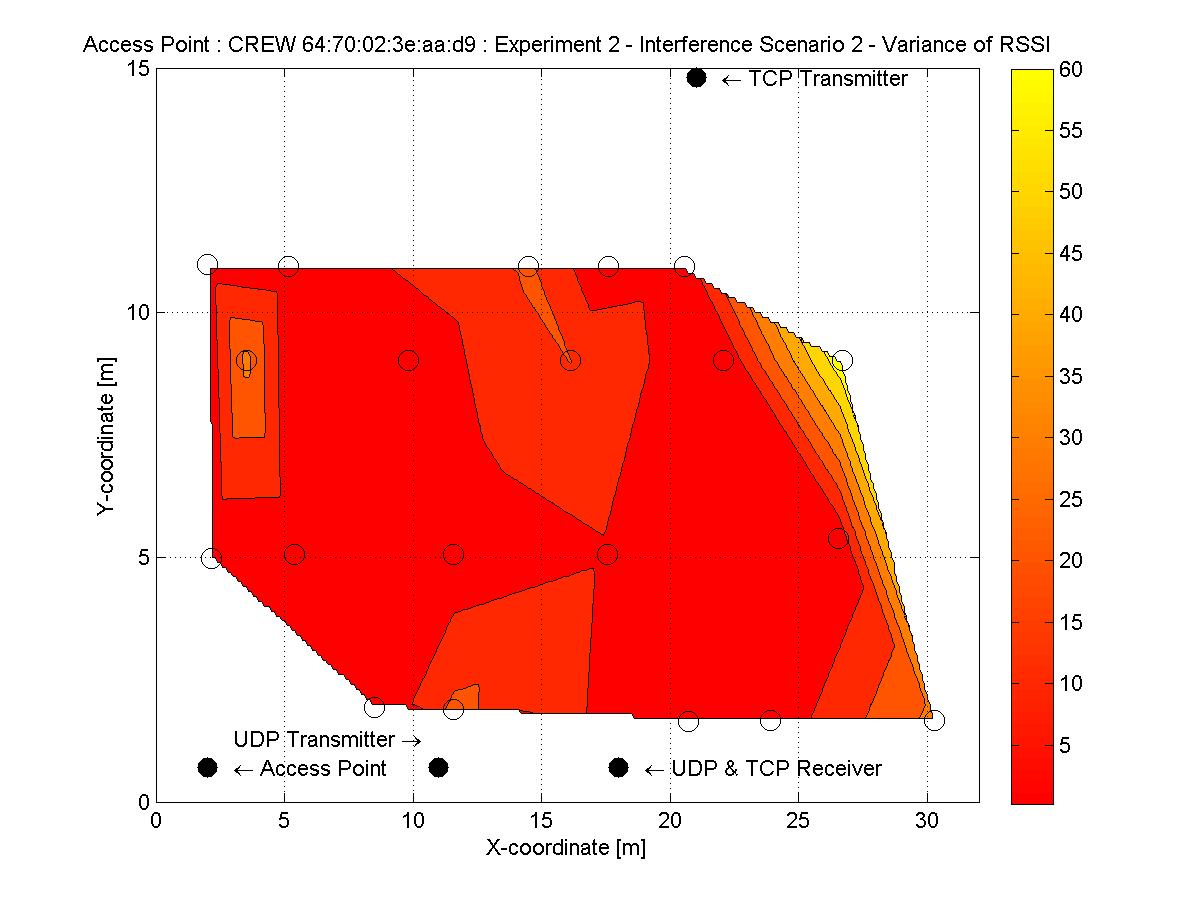 Access Point : CREW 64:70:02:3e:aa:d9 : Experiment 2 - Interference Scenario 2 - Variance of RSSI
← TCP Transmitter
UDP Transmitter →
← Access Point
← UDP & TCP Receiver
15
10
5
0
Y-coordinate [m]
0 5 10 15 20 25 30
X-coordinate [m]
60
55
50
45
40
35
30
25
20
15
10
5